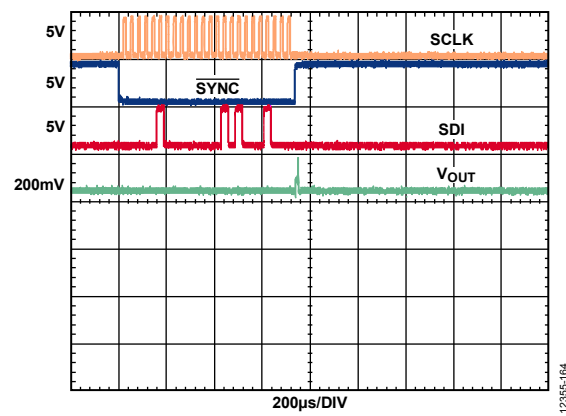 5V
SCLK
5V
SYNC
5V
SDI
200mV
VOUT
200µs/DIV
12355-164